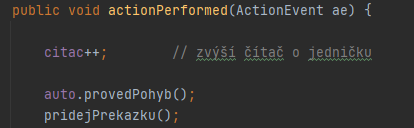 public void actionPerformed(ActionEvent ae) {
citac++; // zvýší čítač o jedničku
auto.provedPohyb();
pridejPrekazku();